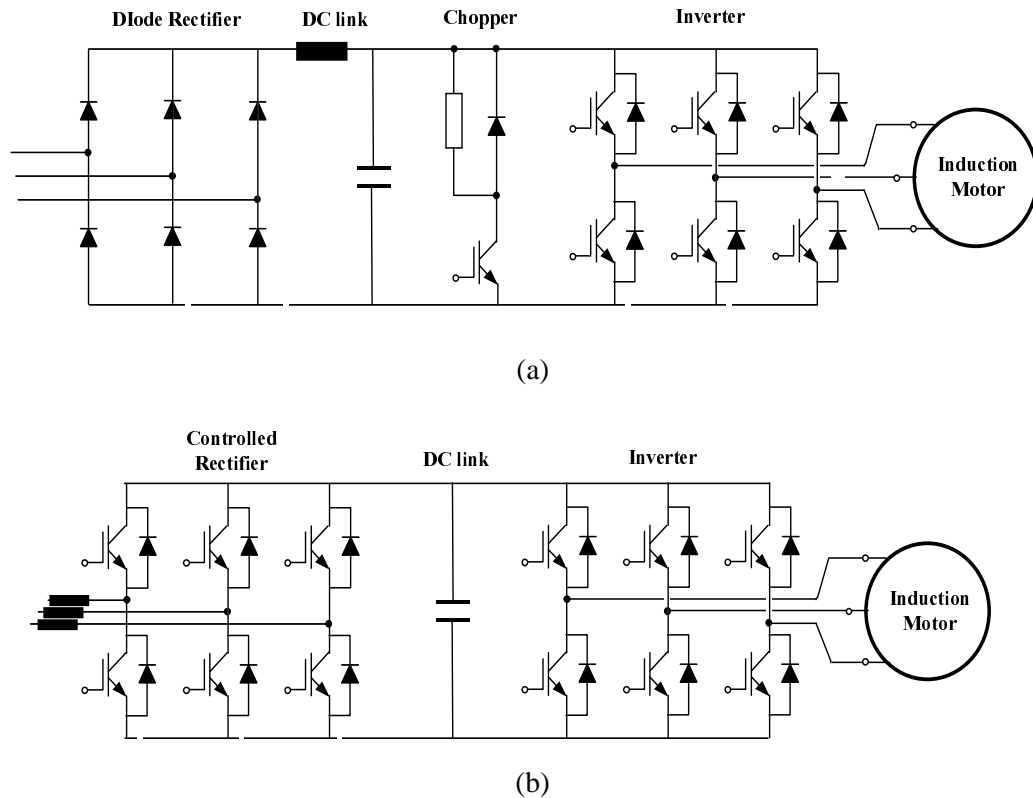 DIode Rectifier
DC link
Chopper
Inverter
Induction
Motor
(a)
Controlled
Rectifier
DC link
Inverter
Induction
Motor
(b)